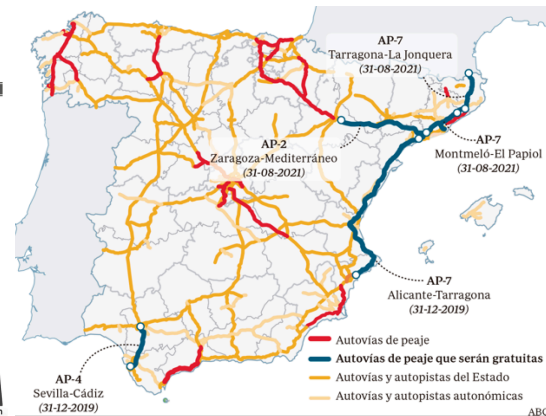 AP-7
Tarragona-La Jonquera
(31-08-2021)
AP-2
Zaragoza-Mediterráneo
(31-08-2021)
AP-7
Montmeló-El Papiol
(31-08-2021)
AP-7
Alicante-Tarragona
(31-12-2019)
AP-4
Sevilla-Cádiz
(31-12-2019)
Autovías de peaje
Autovías de peaje que serán gratuitas
Autovías y autopistas del Estado
Autovías y autopistas autonómicas
ABC